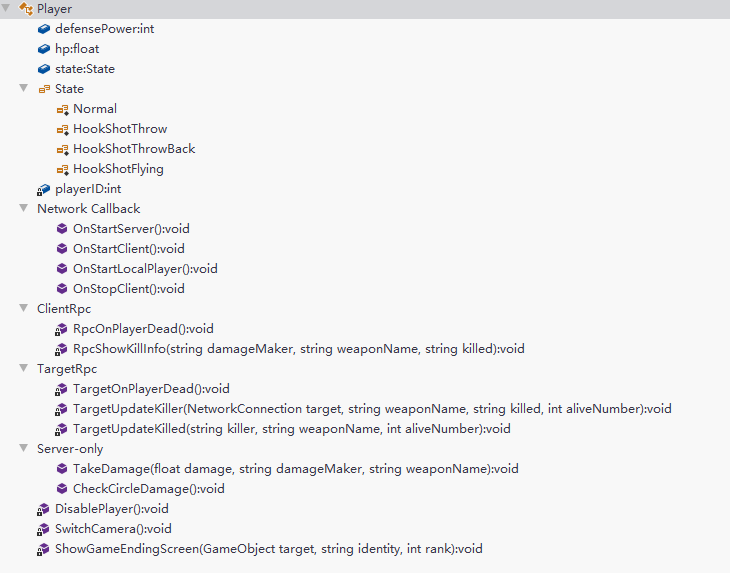 Player
defensePower:int
hp:float
state:State
State
Normal
HookShotThrow
HookShotThrowBack
HookShotFlying
playerID:int
Network Callback
OnStartServer():void
OnStartClient():void
OnStartLocalPlayer():void
OnStopClient():void
ClientRpc
RpcOnPlayerDead():void
RpcShowKillInfo(string damageMaker, string weaponName, string killed):void
TargetRpc
TargetOnPlayerDead():void
TargetUpdateKiller(NetworkConnection target, string weaponName, string killed, int aliveNumber):void
TargetUpdateKilled(string killer, string weaponName, int aliveNumber):void
Server-only
TakeDamage(float damage, string damageMaker, string weaponName):void
CheckCircleDamage():void
DisablePlayer():void
SwitchCamera():void
ShowGameEndingScreen(GameObject target, string identity, int rank):void